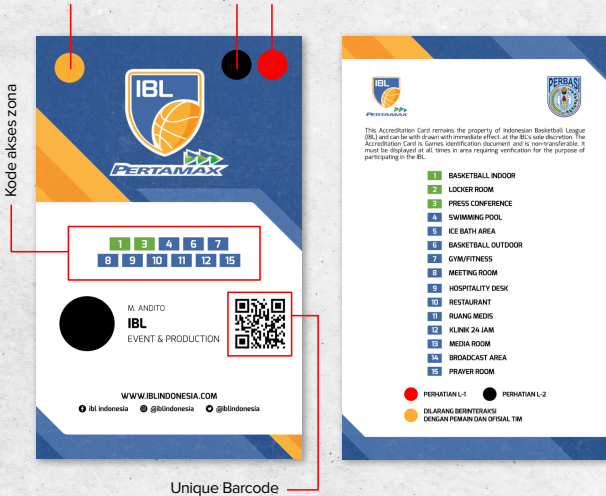 Kode akses zona
IBL
PERTAMAX
1 3 4 6 7
8 9 10 11 12 15
M. ANDITO
IBL
EVENT & PRODUCTION
WWW.IBLINDONESIA.COM
ibl indonesia @iblindonesia @iblindonesia
Unique Barcode
IBL
PERTAMAX
PERBASI
This Accreditation Card remains the property of Indonesian Basketball League
(IBL) and can be with drawn with immediate effect. at the IBL's sole discretion. The
Accreditation Card is Games identification document and is non-transferable. It
must be displayed at all times in area requiring verification for the purpose of
participating in the IBL.
1 BASKETBALL INDOOR
2 LOCKER ROOM
3 PRESS CONFERENCE
4 SWIMMING POOL
5 ICE BATH AREA
6 BASKETBALL OUTDOOR
7 GYM/FITNESS
8 MEETING ROOM
9 HOSPITALITY DESK
10 RESTAURANT
11 RUANG MEDIS
12 KLINIK 24 JAM
13 MEDIA ROOM
14 BROADCAST AREA
15 PRAYER ROOM
PERHATIAN L-1 PERHATIAN L-2
DILARANG BERINTERAKSI
DENGAN PEMAIN DAN OFISIAL TIM